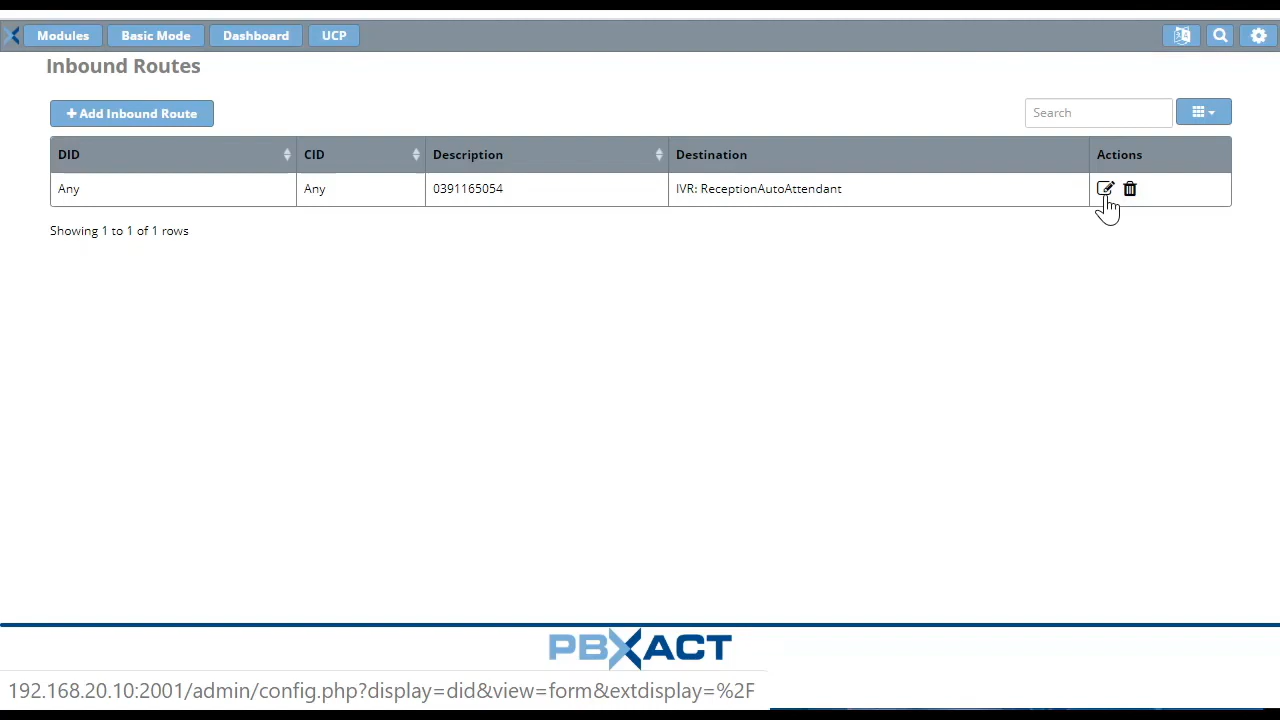 Modules Basic Mode Dashboard UCP
Inbound Routes
+ Add Inbound Route Search
DID CID Description Destination Actions
Any Any 0391165054 IVR: ReceptionAutoAttendant
Showing 1 to 1 of 1 rows
PBXACT
192.168.20.10:2001/admin/config.php?display=did&view=form&extdisplay=%2F